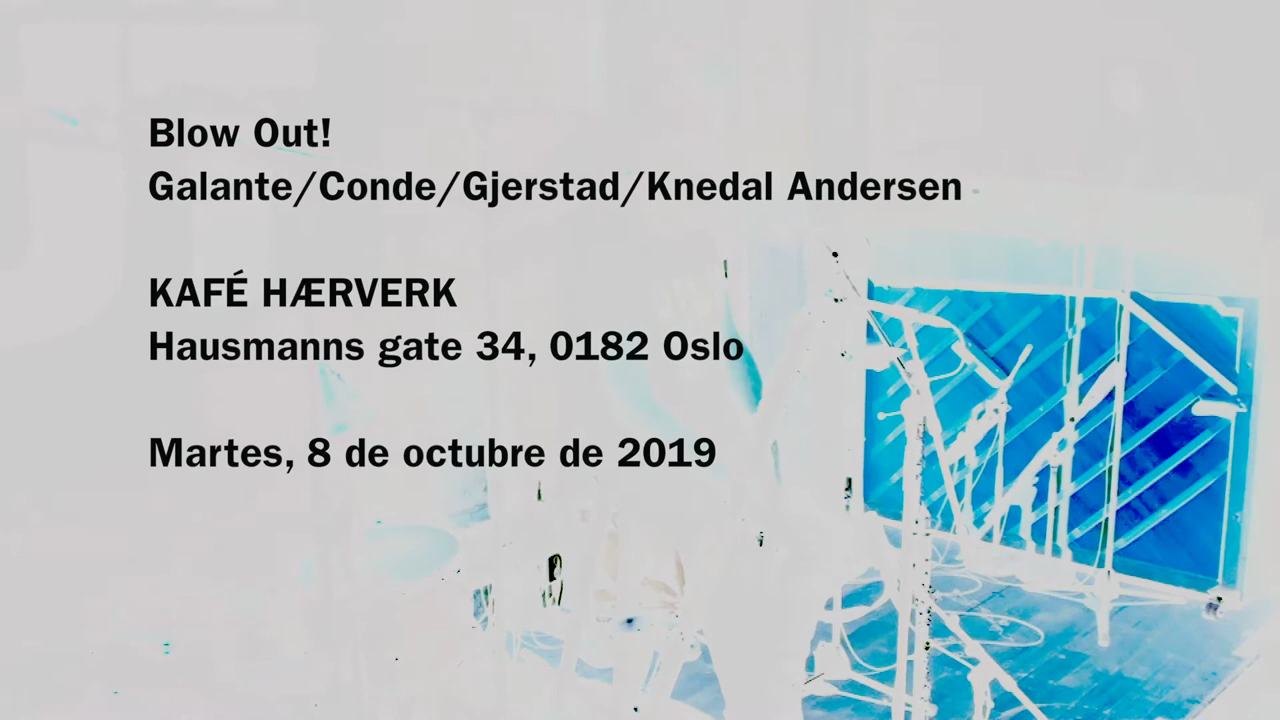 Blow Out!
Galante/Conde/Gjerstad/Knedal Andersen
KAFÉ HÆRVERK
Hausmanns gate 34, 0182 Oslo
Martes, 8 de octubre de 2019